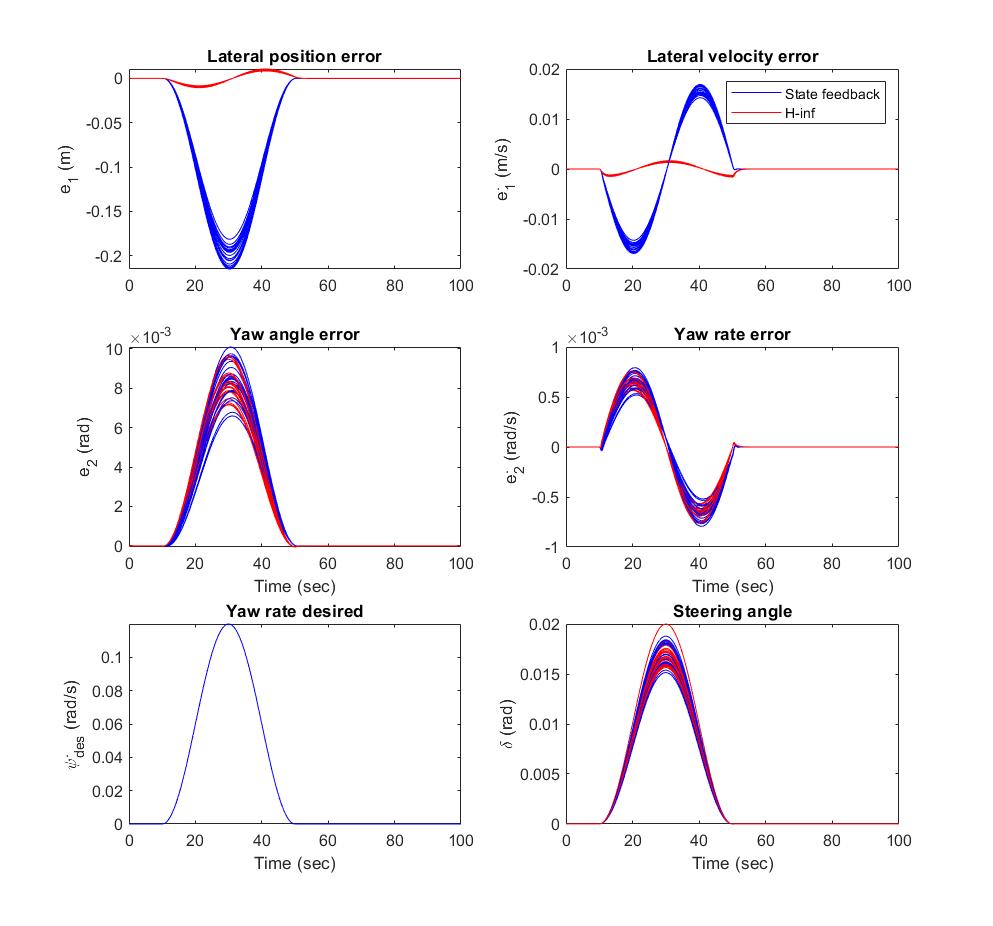 Lateral position error
0
-0.05
-0.1
-0.15
-0.2
e1 (m)
0 20 40 60 80 100
Lateral velocity error
0.02
0.01
0
-0.01
-0.02
ė1 (m/s)
State feedback
H-inf
0 20 40 60 80 100
Yaw angle error
×10-3
10
8
6
4
2
0
e2 (rad)
0 20 40 60 80 100
Time (sec)
Yaw rate error
×10-3
1
0.5
0
-0.5
-1
ė2 (rad/s)
0 20 40 60 80 100
Time (sec)
Yaw rate desired
0.1
0.08
0.06
0.04
0.02
0
ψ̇des (rad/s)
0 20 40 60 80 100
Time (sec)
Steering angle
0.02
0.015
0.01
0.005
0
δ (rad)
0 20 40 60 80 100
Time (sec)